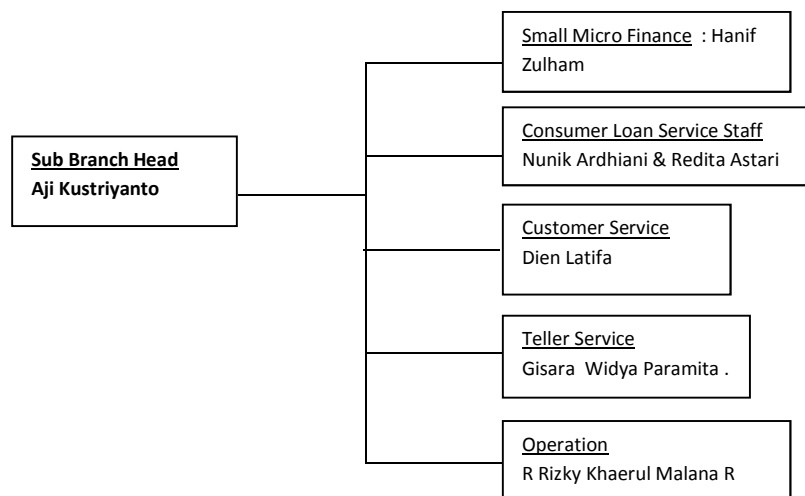 Small Micro Finance : Hanif
Zulham
Consumer Loan Service Staff
Nunik Ardhiani & Redita Astari
Sub Branch Head
Aji Kustriyanto
Customer Service
Dien Latifa
Teller Service
Gisara Widya Paramita .
Operation
R Rizky Khaerul Malana R